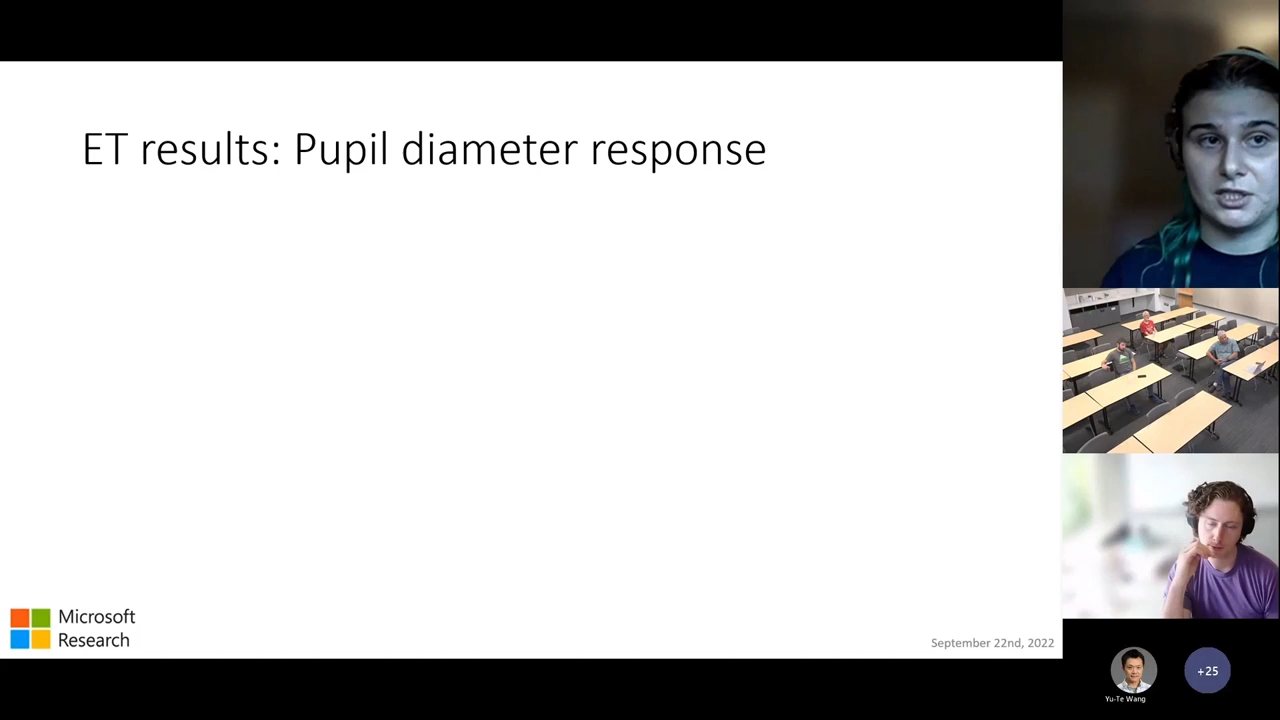 ET results: Pupil diameter response
Microsoft
Research
September 22nd, 2022
+25
Yu-Te Wang